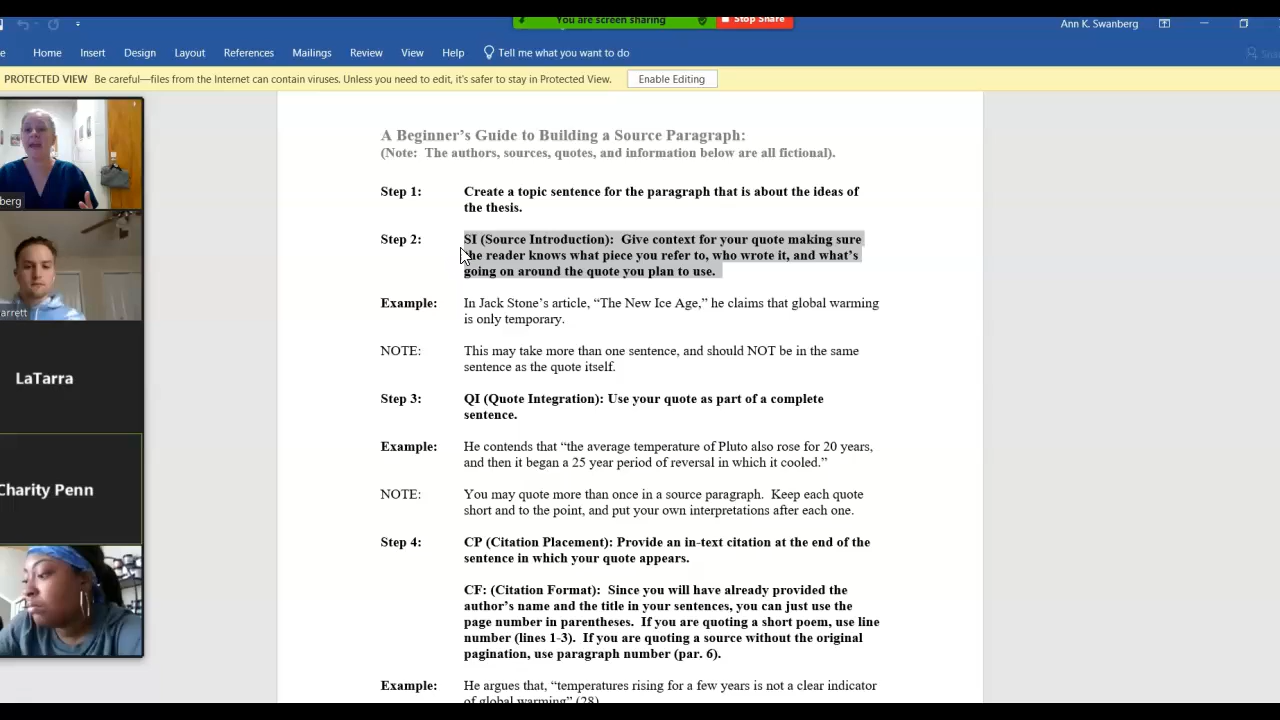 You are screen sharing
Stop Share
Ann K. Swanberg
Home Insert Design Layout References Mailings Review View Help Tell me what you want to do
PROTECTED VIEW Be careful—files from the Internet can contain viruses. Unless you need to edit, it's safer to stay in Protected View. Enable Editing
berg
arrett
LaTarra
Charity Penn
A Beginner's Guide to Building a Source Paragraph:
(Note: The authors, sources, quotes, and information below are all fictional).
Step 1: Create a topic sentence for the paragraph that is about the ideas of
the thesis.
Step 2: SI (Source Introduction): Give context for your quote making sure
the reader knows what piece you refer to, who wrote it, and what's
going on around the quote you plan to use.
Example: In Jack Stone's article, “The New Ice Age,” he claims that global warming
is only temporary.
NOTE: This may take more than one sentence, and should NOT be in the same
sentence as the quote itself.
Step 3: QI (Quote Integration): Use your quote as part of a complete
sentence.
Example: He contends that “the average temperature of Pluto also rose for 20 years,
and then it began a 25 year period of reversal in which it cooled.”
NOTE: You may quote more than once in a source paragraph. Keep each quote
short and to the point, and put your own interpretations after each one.
Step 4: CP (Citation Placement): Provide an in-text citation at the end of the
sentence in which your quote appears.
CF: (Citation Format): Since you will have already provided the
author's name and the title in your sentences, you can just use the
page number in parentheses. If you are quoting a short poem, use line
number (lines 1-3). If you are quoting a source without the original
pagination, use paragraph number (par. 6).
Example: He argues that, “temperatures rising for a few years is not a clear indicator
of global warming” (28).